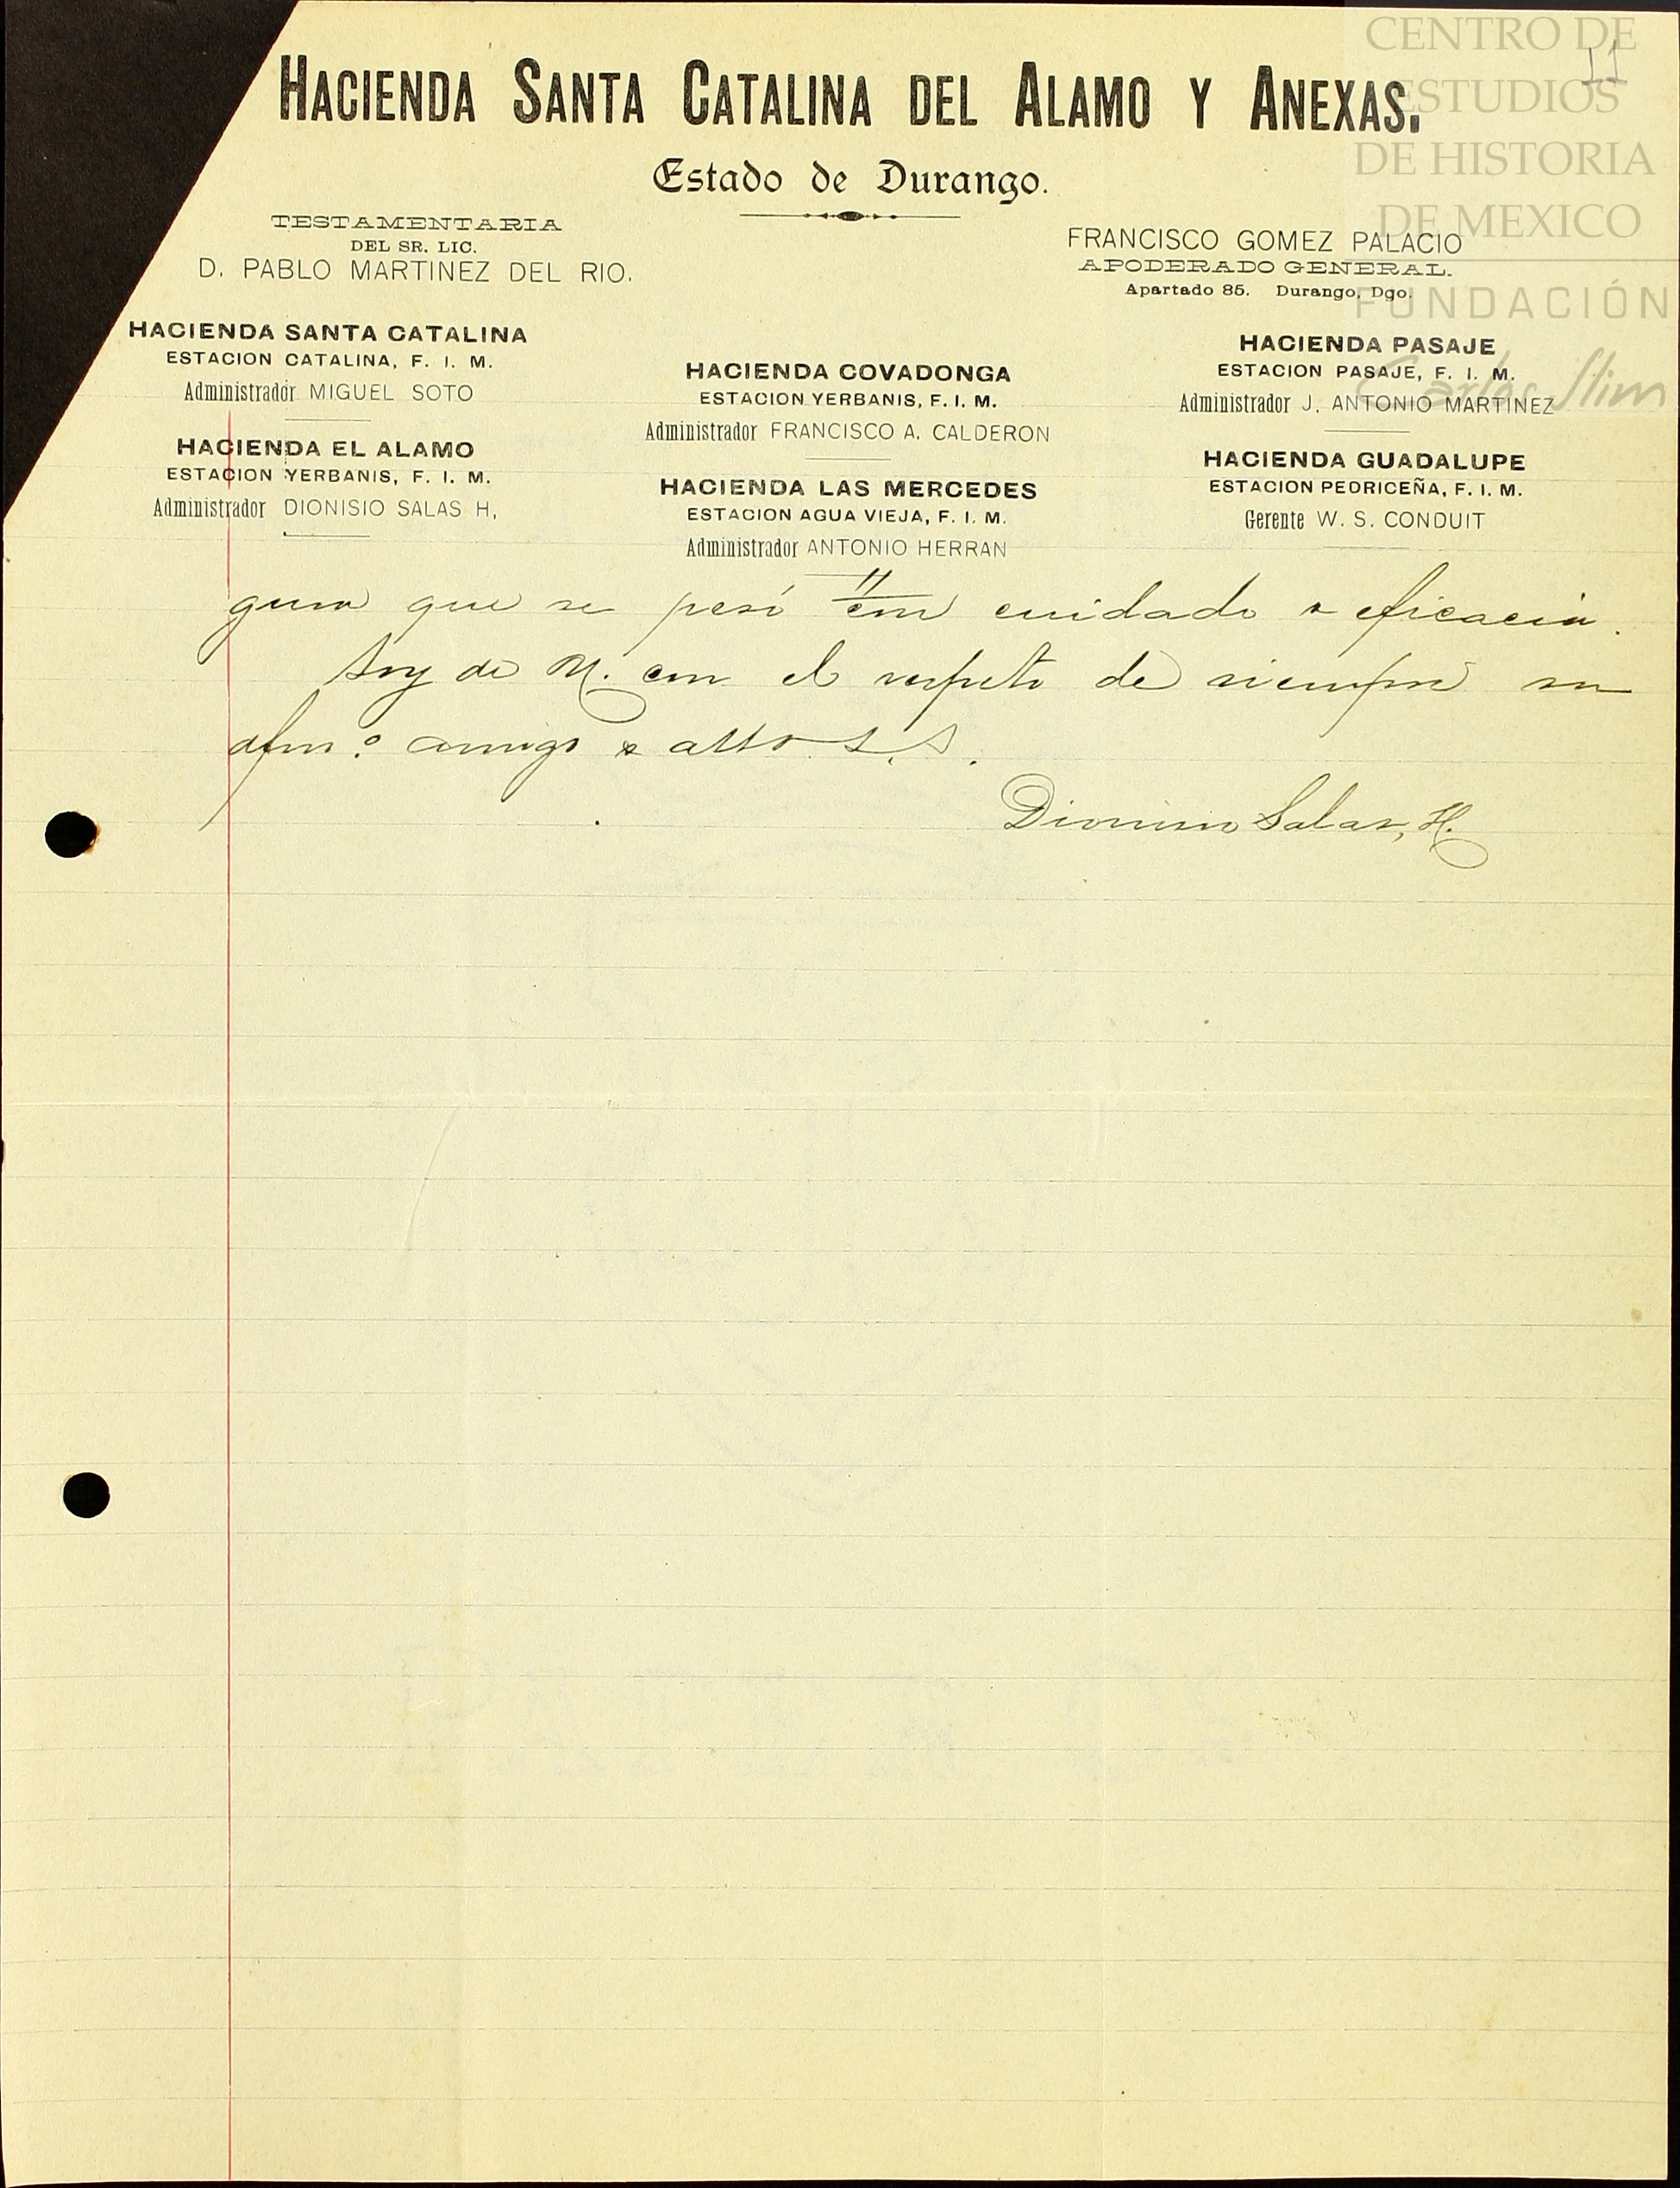 CENTRO DE
ESTUDIOS
DE HISTORIA
DE MEXICO
FUNDACIÓN
Carlos Slim
11
HACIENDA SANTA CATALINA DEL ALAMO Y ANEXAS.
Estado de Durango.
TESTAMENTARIA
DEL SR. LIC.
D. PABLO MARTINEZ DEL RIO.
FRANCISCO GOMEZ PALACIO
APODERADO GENERAL.
Apartado 85. Durango, Dgo.
HACIENDA SANTA CATALINA
ESTACION CATALINA, F. I. M.
Administrador MIGUEL SOTO
HACIENDA EL ALAMO
ESTACION YERBANIS, F. I. M.
Administrador DIONISIO SALAS H,
HACIENDA COVADONGA
ESTACION YERBANIS, F. I. M.
Administrador FRANCISCO A. CALDERON
HACIENDA LAS MERCEDES
ESTACION AGUA VIEJA, F. I. M.
Administrador ANTONIO HERRAN
HACIENDA PASAJE
ESTACION PASAJE, F. I. M.
Administrador J. ANTONIO MARTINEZ
HACIENDA GUADALUPE
ESTACION PEDRICEÑA, F. I. M.
Gerente W. S. CONDUIT
11
que se pesó con cuidado y eficacia.
Soy de U. con el respeto de siempre su
afmo. amigo y atto. S. S.
Dionisio Salas, H.